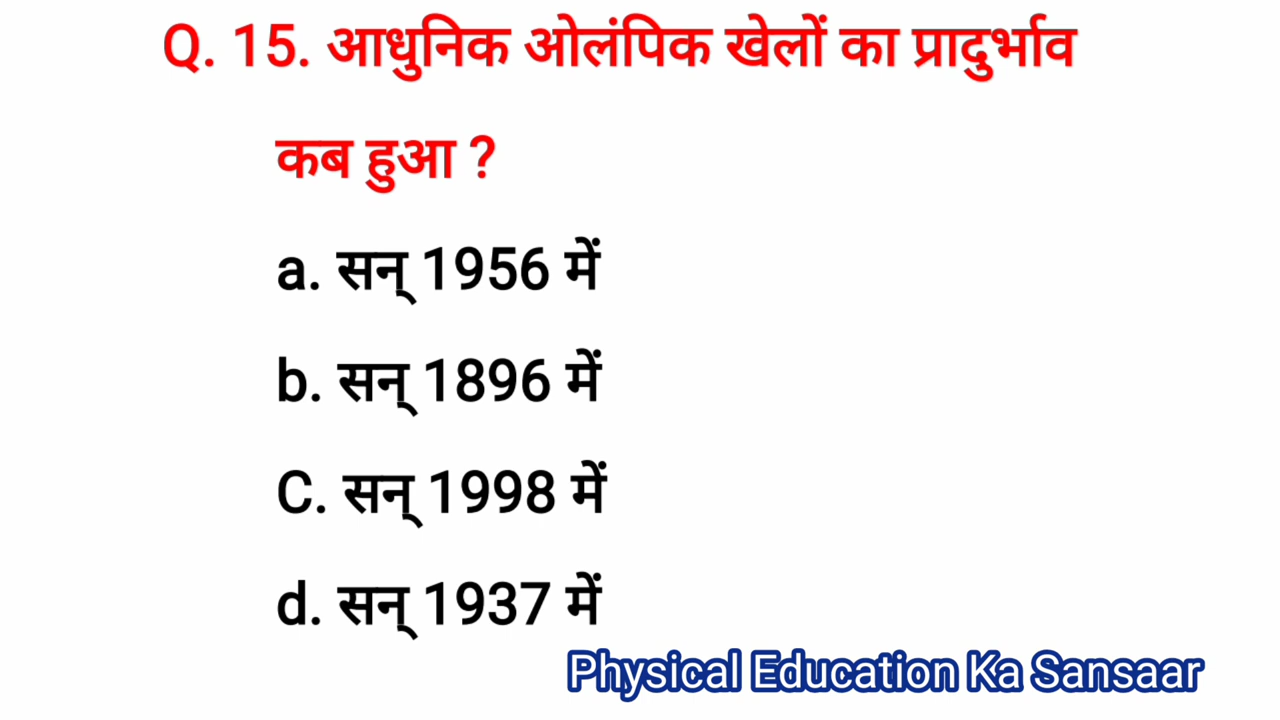 Q. 15. आधुनिक ओलंपिक खेलों का प्रादुर्भाव
कब हुआ ?
a. सन् 1956 में
b. सन् 1896 में
C. सन् 1998 में
d. सन् 1937 में
Physical Education Ka Sansaar